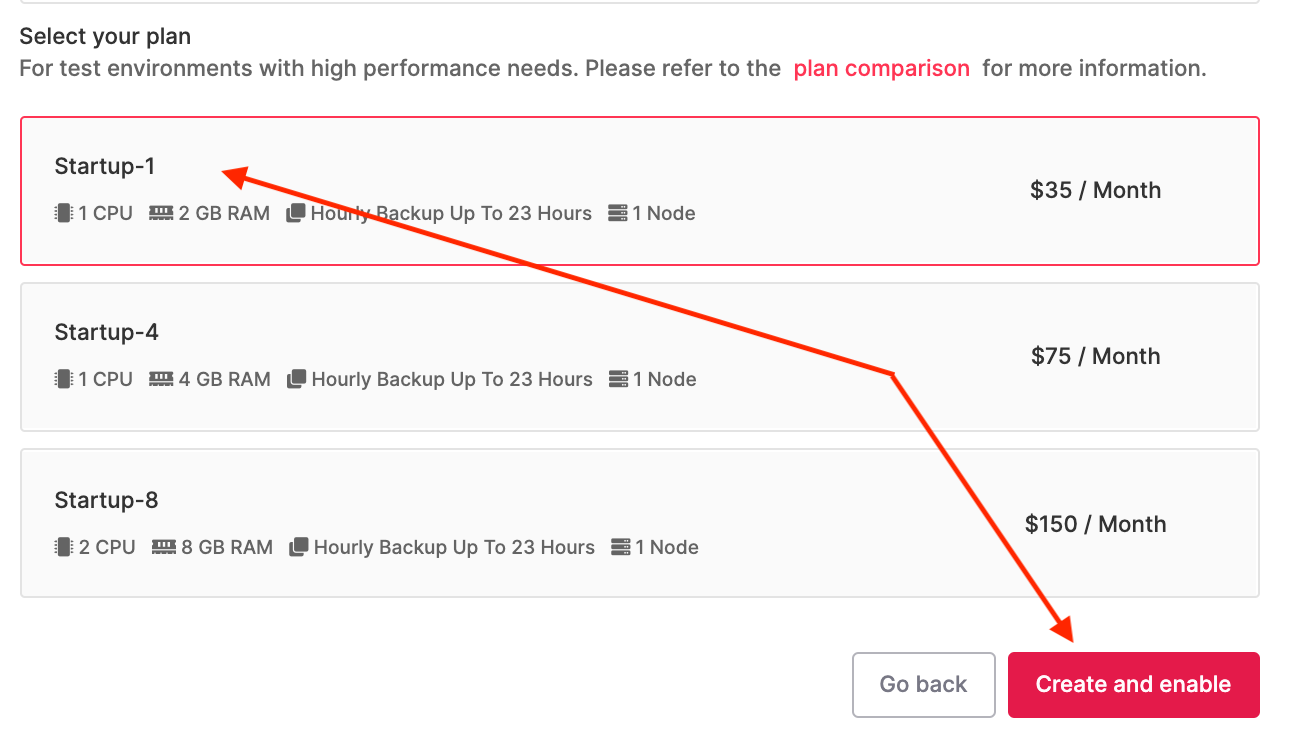 Select your plan
For test environments with high performance needs. Please refer to the plan comparison for more information.
Startup-1
$35 / Month
1 CPU 2 GB RAM Hourly Backup Up To 23 Hours 1 Node
Startup-4
$75 / Month
1 CPU 4 GB RAM Hourly Backup Up To 23 Hours 1 Node
Startup-8
$150 / Month
2 CPU 8 GB RAM Hourly Backup Up To 23 Hours 1 Node
Go back Create and enable